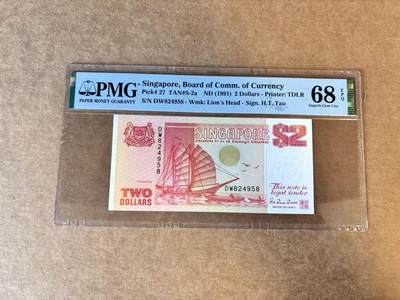 PMG
PAPER MONEY GUARANTY
Singapore, Board of Comm. of Currency
Pick# 27 TAN#S-2a ND (1991) 2 Dollars - Printer: TDLR
S/N DW824958 - Wmk: Lion's Head - Sign. H.T. Tau
68 EPQ
Superb Gem Unc
DW824958
SINGAPORE
$2
DW824958
TWO
DOLLARS
This note is
legal tender